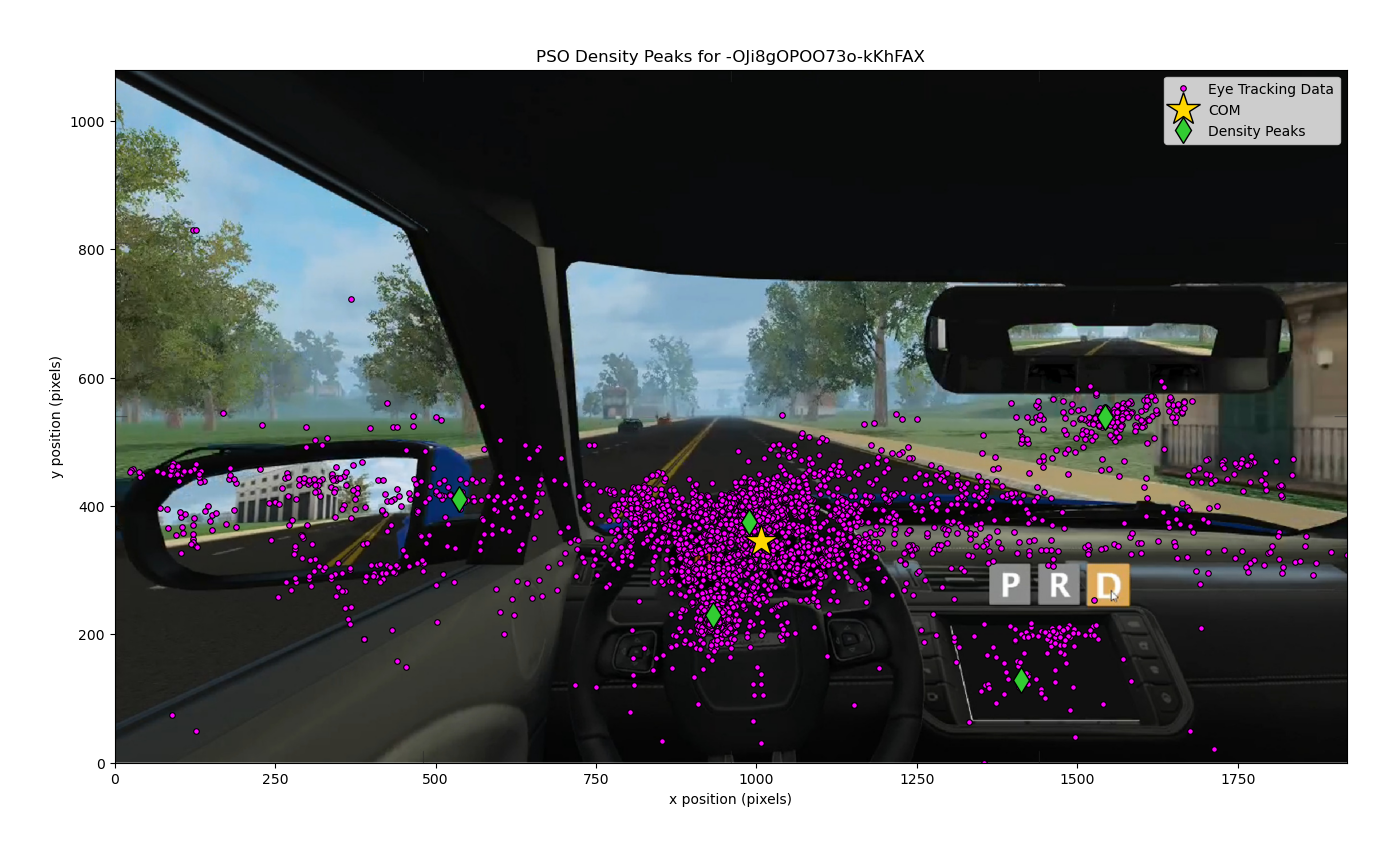 PSO Density Peaks for -OJi8gOPOO73o-kKhFAX
Eye Tracking Data
COM
Density Peaks
1000
800
600
400
200
0
y position (pixels)
P R D
0 250 500 750 1000 1250 1500 1750
x position (pixels)